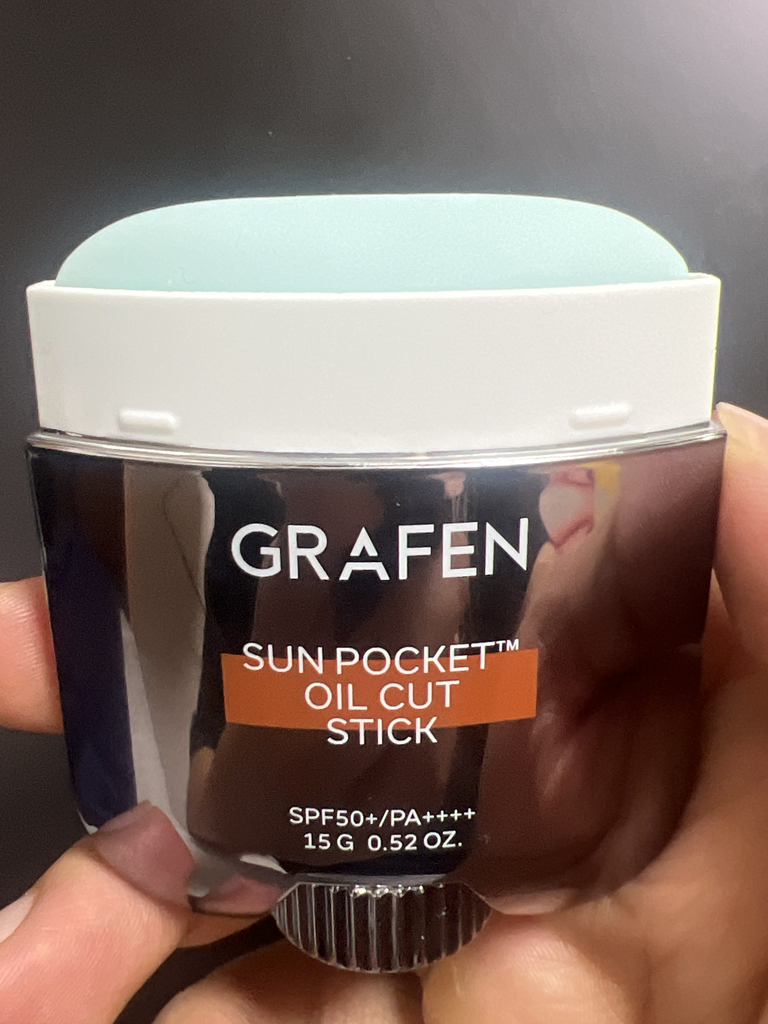 GRAFEN
SUN POCKET™
OIL CUT
STICK
SPF50+/PA++++
15 G 0.52 OZ.